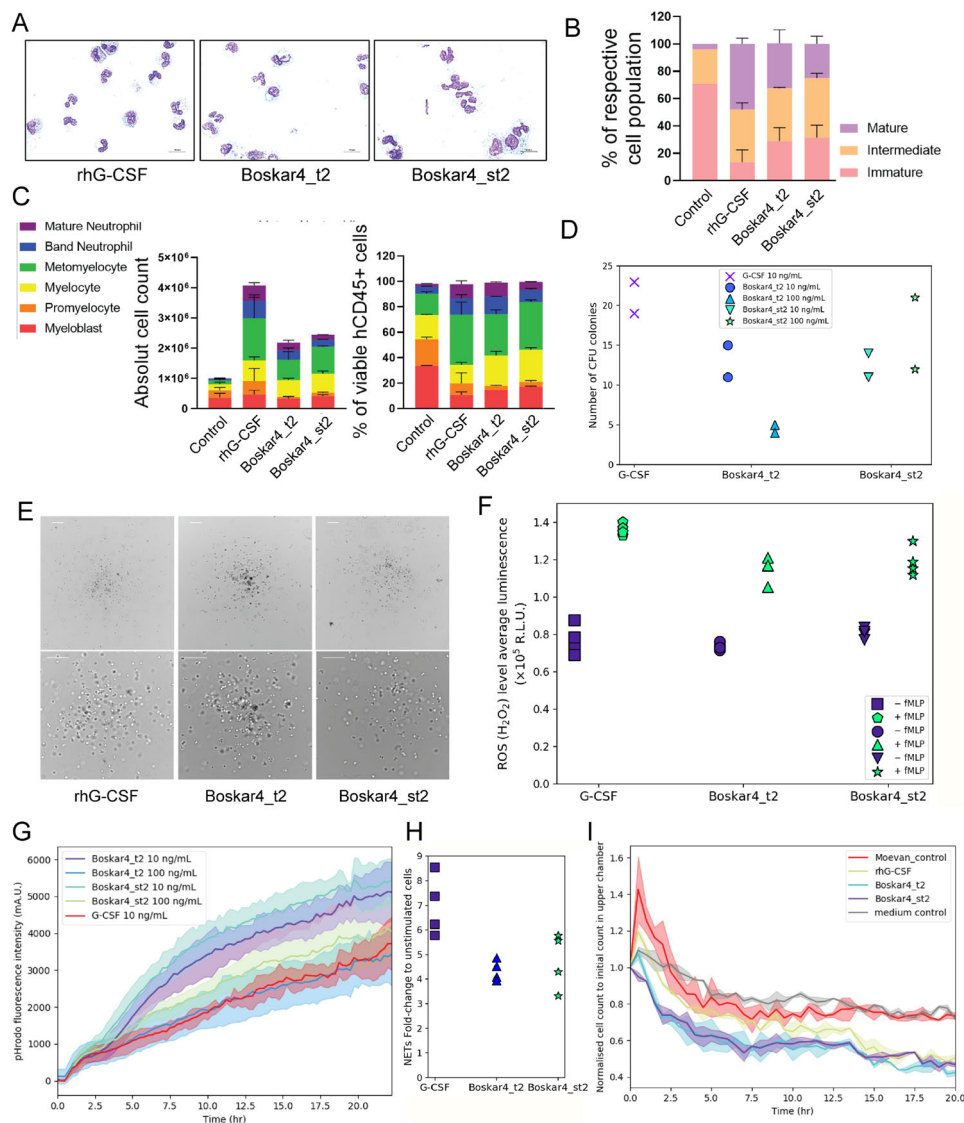 A
rhG-CSF
Boskar4_t2
Boskar4_st2
B
% of respective
cell population
120
100
80
60
40
20
0
Control
rhG-CSF
Boskar4_t2
Boskar4_st2
Mature
Intermediate
Immature
C
Mature Neutrophil
Band Neutrophil
Metomyelocyte
Myelocyte
Promyelocyte
Myeloblast
Absolut cell count
5×10⁶
4×10⁶
3×10⁶
2×10⁶
1×10⁶
0
Control
rhG-CSF
Boskar4_t2
Boskar4_st2
% of viable hCD45+ cells
120
100
80
60
40
20
0
Control
rhG-CSF
Boskar4_t2
Boskar4_st2
D
Number of CFU colonies
25
20
15
10
5
0
G-CSF 10 ng/mL
Boskar4_t2 10 ng/mL
Boskar4_t2 100 ng/mL
Boskar4_st2 10 ng/mL
Boskar4_st2 100 ng/mL
G-CSF
Boskar4_t2
Boskar4_st2
E
rhG-CSF
Boskar4_t2
Boskar4_st2
F
ROS (H₂O₂) level average luminescence
(×10⁵ R.L.U.)
1.4
1.2
1.0
0.8
0.6
0.4
0.2
0.0
− fMLP
+ fMLP
− fMLP
+ fMLP
− fMLP
+ fMLP
G-CSF
Boskar4_t2
Boskar4_st2
G
pHrodo fluorescence intensity (mA.U.)
6000
5000
4000
3000
2000
1000
0
Boskar4_t2 10 ng/mL
Boskar4_t2 100 ng/mL
Boskar4_st2 10 ng/mL
Boskar4_st2 100 ng/mL
G-CSF 10 ng/mL
0.0 2.5 5.0 7.5 10.0 12.5 15.0 17.5 20.0
Time (hr)
H
NETs Fold-change to unstimulated cells
9
8
7
6
5
4
3
2
1
0
G-CSF
Boskar4_t2
Boskar4_st2
I
Normalised cell count to initial count in upper chamber
1.6
1.4
1.2
1.0
0.8
0.6
0.4
Moevan_control
rhG-CSF
Boskar4_t2
Boskar4_st2
medium control
0.0 2.5 5.0 7.5 10.0 12.5 15.0 17.5 20.0
Time (hr)